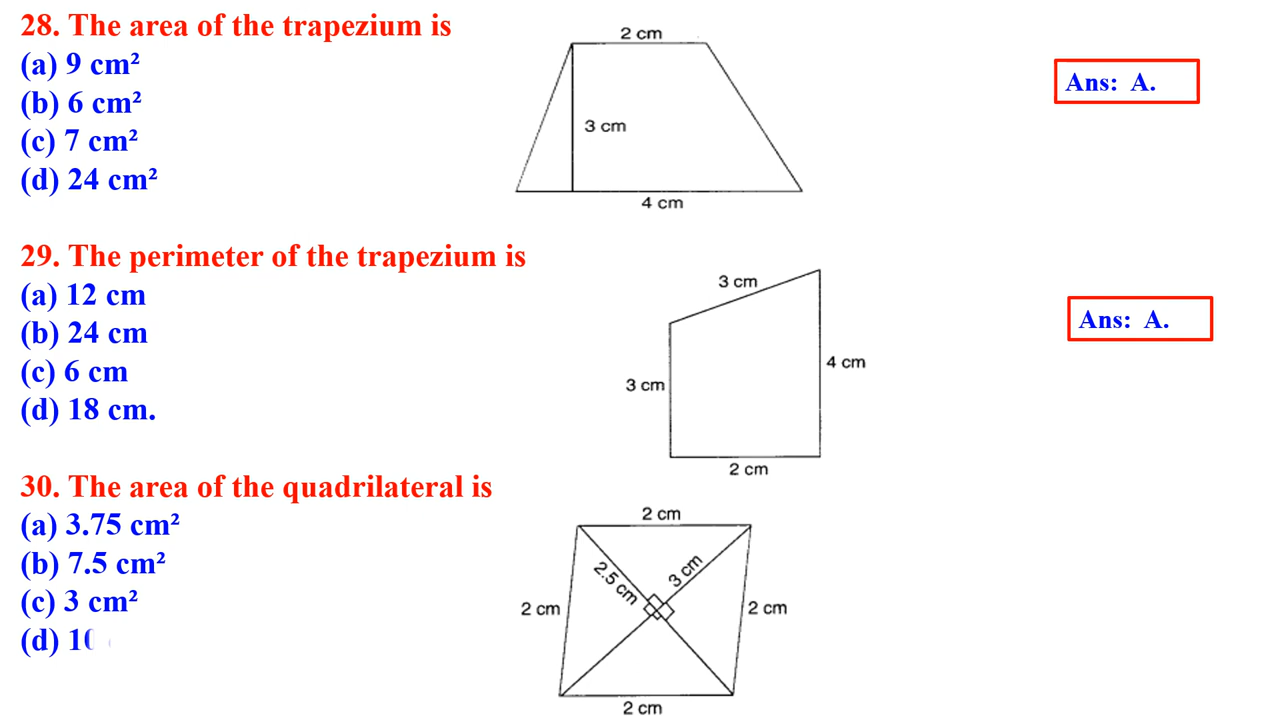 28. The area of the trapezium is
(a) 9 cm²
(b) 6 cm²
(c) 7 cm²
(d) 24 cm²
2 cm
3 cm
4 cm
Ans: A.
29. The perimeter of the trapezium is
(a) 12 cm
(b) 24 cm
(c) 6 cm
(d) 18 cm.
3 cm
3 cm
4 cm
2 cm
Ans: A.
30. The area of the quadrilateral is
(a) 3.75 cm²
(b) 7.5 cm²
(c) 3 cm²
(d)
2 cm
2.5 cm
3 cm
2 cm
2 cm
2 cm